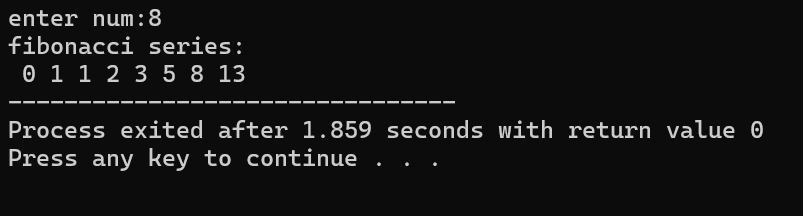 enter num:8
fibonacci series:
 0 1 1 2 3 5 8 13
--------------------------------
Process exited after 1.859 seconds with return value 0
Press any key to continue . . .